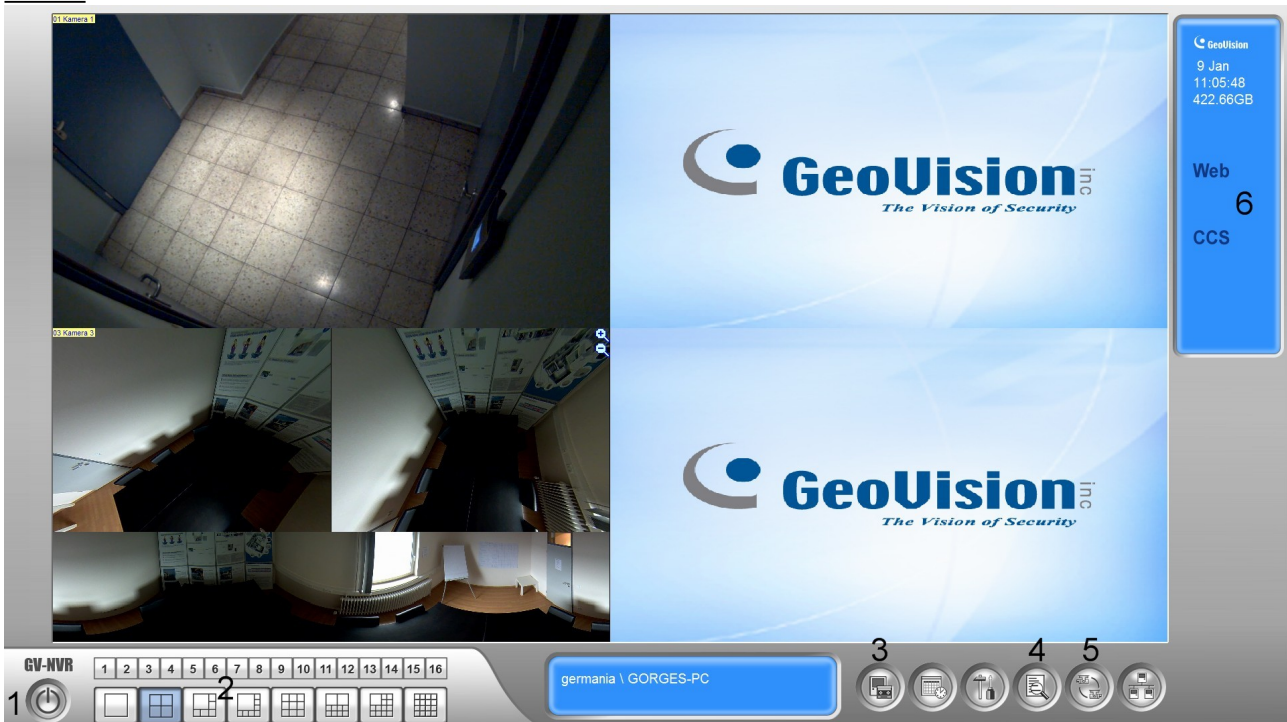 01 Kamera 1
GeoVision inc
The Vision of Security
GeoVision
9 Jan
11:05:48
422.66GB
Web
6
CCS
03 Kamera 3
GeoVision inc
The Vision of Security
GV-NVR
1 2 3 4 5 6 7 8 9 10 11 12 13 14 15 16
1
2
germania \ GORGES-PC
3
4
5